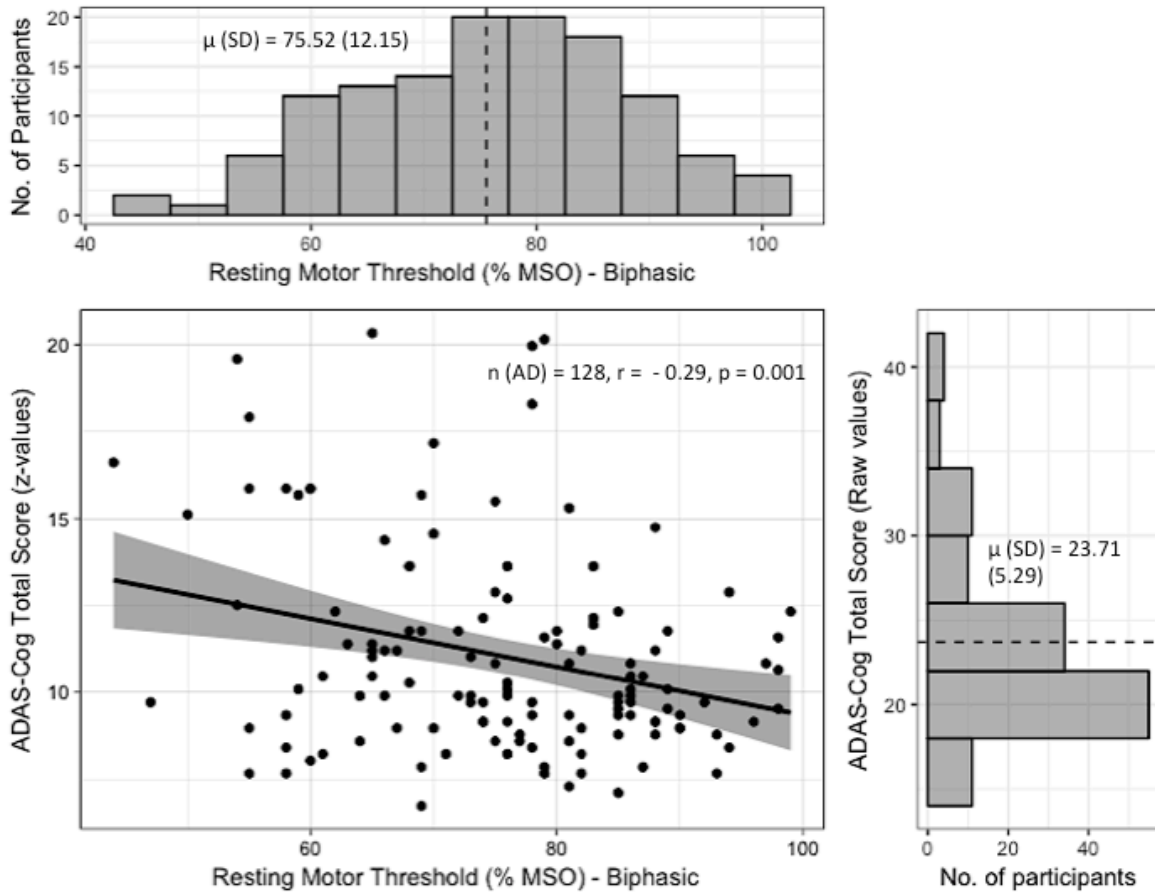 20
15
10
5
0
No. of Participants
μ (SD) = 75.52 (12.15)
40
60
80
100
Resting Motor Threshold (% MSO) - Biphasic
20
15
10
ADAS-Cog Total Score (z-values)
n (AD) = 128, r = - 0.29, p = 0.001
60
80
100
Resting Motor Threshold (% MSO) - Biphasic
40
30
20
ADAS-Cog Total Score (Raw values)
μ (SD) = 23.71
(5.29)
0
20
40
No. of participants